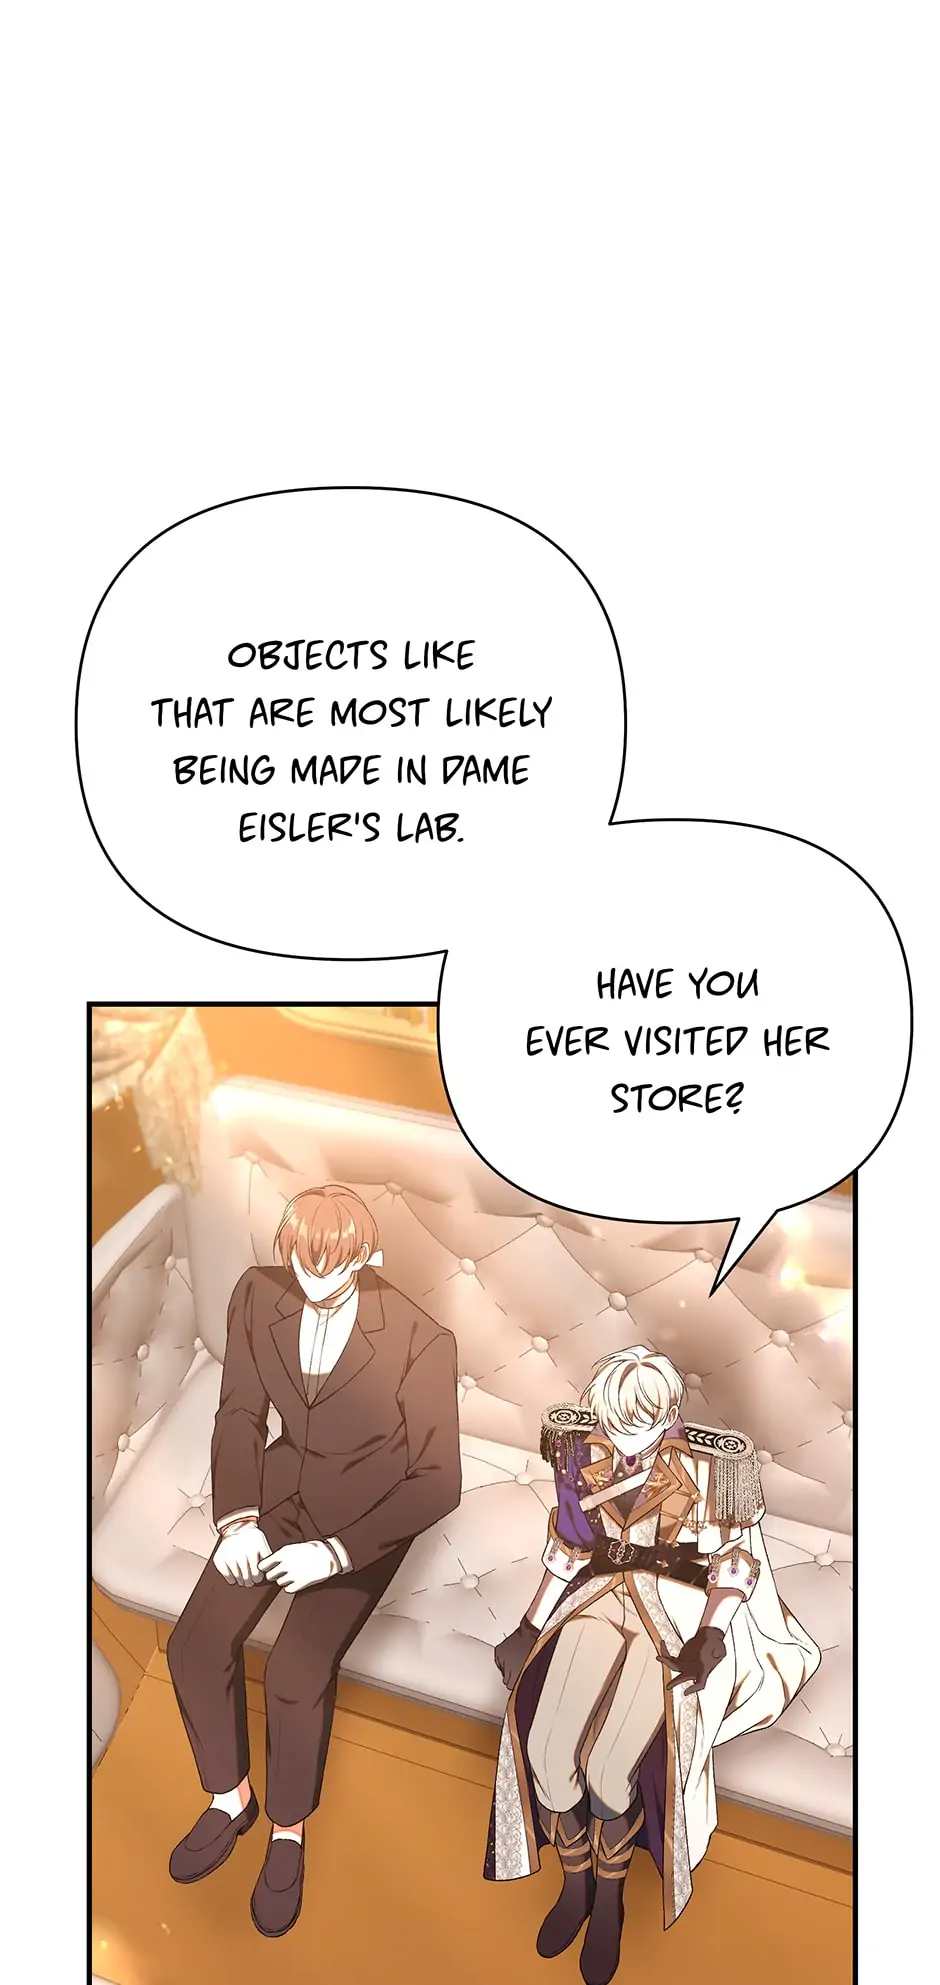 OBJECTS LIKE
THAT ARE MOST LIKELY
BEING MADE IN DAME
EISLER'S LAB.
HAVE YOU
EVER VISITED HER
STORE?